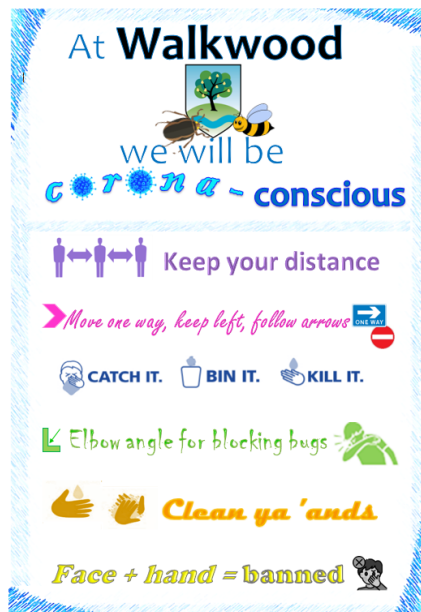 At Walkwood
we will be
corona - conscious
Keep your distance
Move one way, keep left, follow arrows
ONE WAY
CATCH IT. BIN IT. KILL IT.
Elbow angle for blocking bugs
Clean ya 'ands
Face + hand = banned